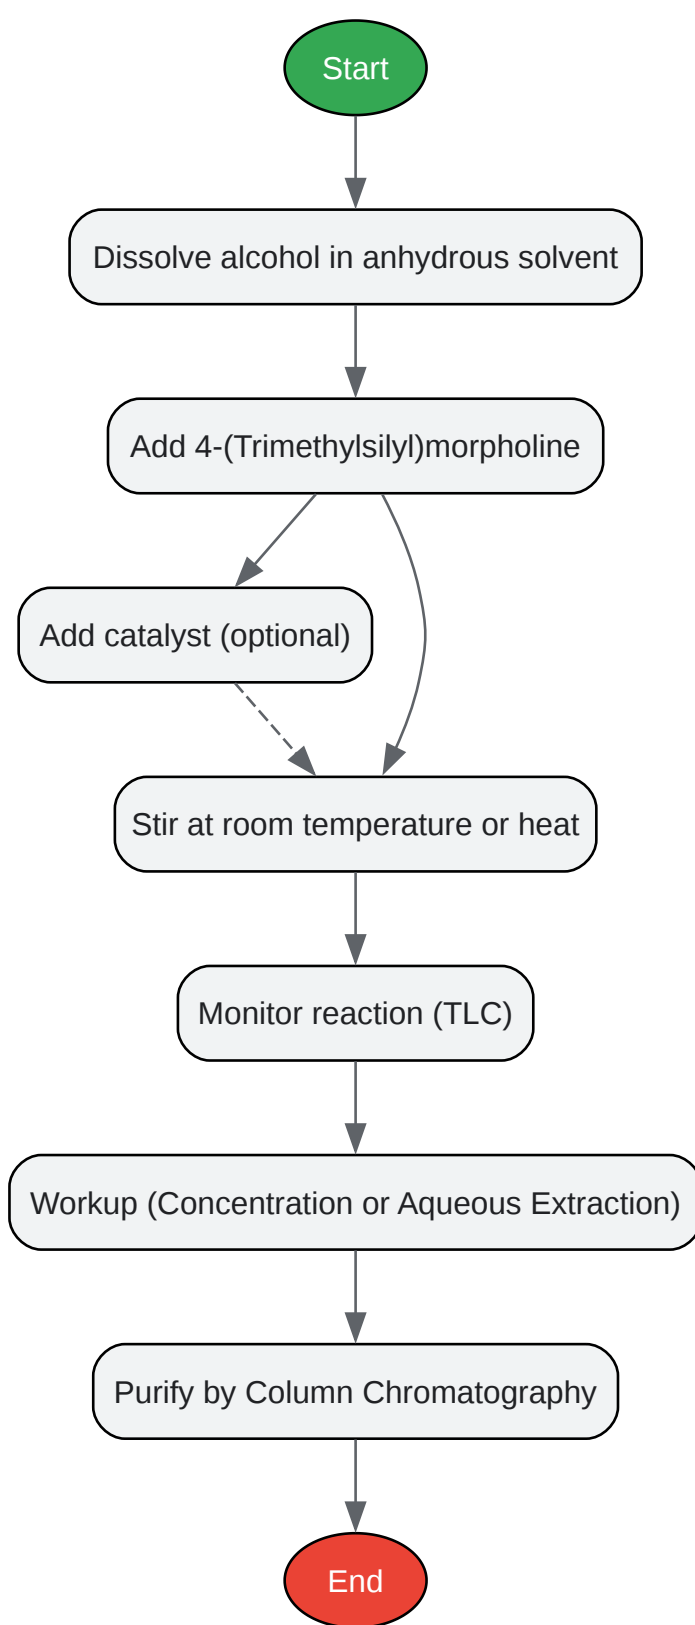 Start
Dissolve alcohol in anhydrous solvent
Add 4-(Trimethylsilyl)morpholine
Add catalyst (optional)
Stir at room temperature or heat
Monitor reaction (TLC)
Workup (Concentration or Aqueous Extraction)
Purify by Column Chromatography
End